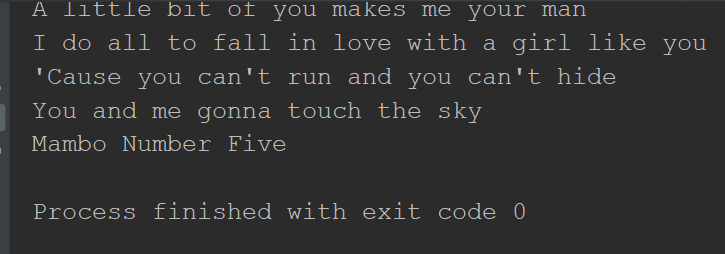 A little bit of you makes me your man
I do all to fall in love with a girl like you
'Cause you can't run and you can't hide
You and me gonna touch the sky
Mambo Number Five
Process finished with exit code 0